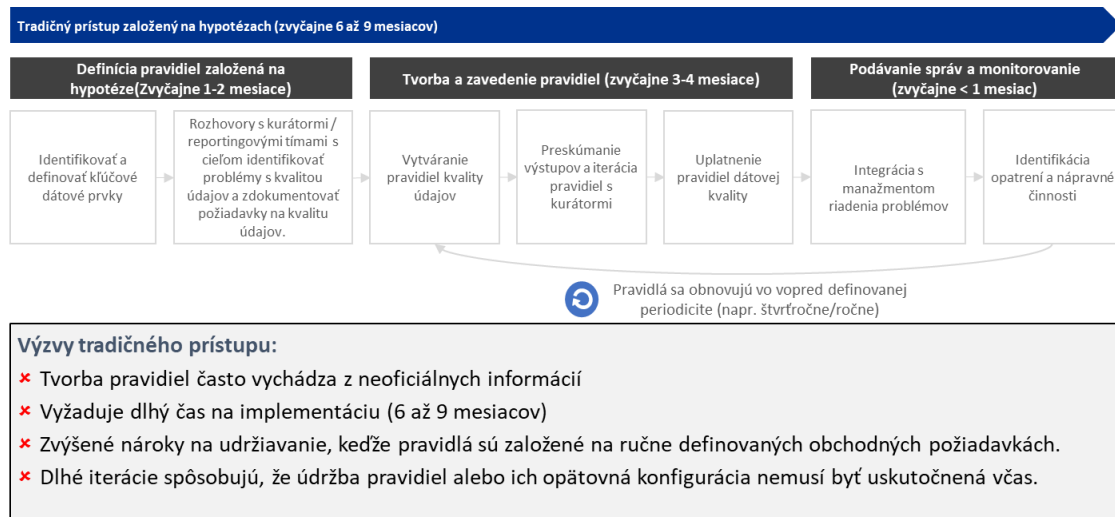 Tradičný prístup založený na hypotézach (zvyčajne 6 až 9 mesiacov)
Definícia pravidiel založená na
hypotéze(Zvyčajne 1-2 mesiace)
Tvorba a zavedenie pravidiel (zvyčajne 3-4 mesiace)
Podávanie správ a monitorovanie
(zvyčajne < 1 mesiac)
Identifikovať a
definovať kľúčové
dátové prvky
Rozhovory s kurátormi /
reportingovými tímami s
cieľom identifikovať
problémy s kvalitou
údajov a zdokumentovať
požiadavky na kvalitu
údajov.
Vytváranie
pravidiel kvality
údajov
Preskúmanie
výstupov a iterácia
pravidiel s
kurátormi
Uplatnenie
pravidiel dátovej
kvality
Integrácia s
manažmentom
riadenia problémov
Identifikácia
opatrení a nápravné
činnosti
Pravidlá sa obnovujú vo vopred definovanej
periodicite (napr. štvrťročne/ročne)
Výzvy tradičného prístupu:
Tvorba pravidiel často vychádza z neoficiálnych informácií
Vyžaduje dlhý čas na implementáciu (6 až 9 mesiacov)
Zvýšené nároky na udržiavanie, keďže pravidlá sú založené na ručne definovaných obchodných požiadavkách.
Dlhé iterácie spôsobujú, že údržba pravidiel alebo ich opätovná konfigurácia nemusí byť uskutočnená včas.